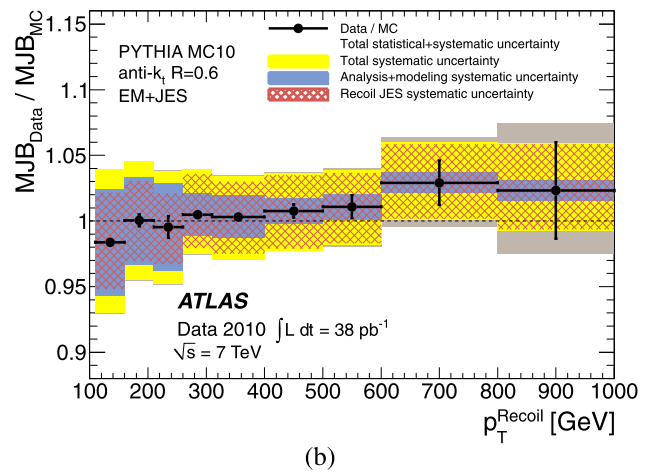 1.15
1.1
1.05
1
0.95
0.9
MJB_Data / MJB_MC
PYTHIA MC10
anti-k_t R=0.6
EM+JES
Data / MC
Total statistical+systematic uncertainty
Total systematic uncertainty
Analysis+modeling systematic uncertainty
Recoil JES systematic uncertainty
ATLAS
Data 2010 ∫L dt = 38 pb⁻¹
√s = 7 TeV
100 200 300 400 500 600 700 800 900 1000
p_T^Recoil [GeV]
(b)